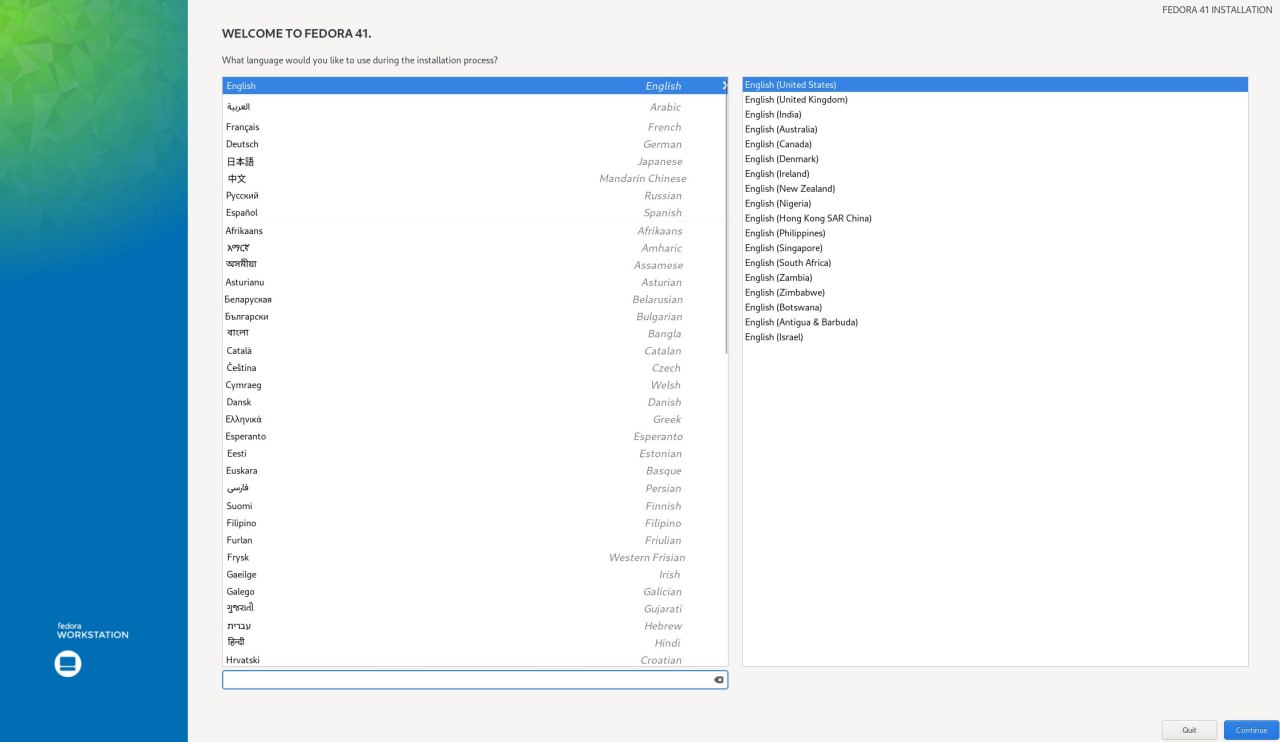 FEDORA 41 INSTALLATION
WELCOME TO FEDORA 41.
What language would you like to use during the installation process?
English English
العربية Arabic
Français French
Deutsch German
日本語 Japanese
中文 Mandarin Chinese
Русский Russian
Español Spanish
Afrikaans Afrikaans
አማርኛ Amharic
অসমীয়া Assamese
Asturianu Asturian
Беларуская Belarusian
Български Bulgarian
বাংলা Bangla
Català Catalan
Čeština Czech
Cymraeg Welsh
Dansk Danish
Ελληνικά Greek
Esperanto Esperanto
Eesti Estonian
Euskara Basque
فارسی Persian
Suomi Finnish
Filipino Filipino
Furlan Friulian
Frysk Western Frisian
Gaeilge Irish
Galego Galician
ગુજરાતી Gujarati
עברית Hebrew
हिन्दी Hindi
Hrvatski Croatian
English (United States)
English (United Kingdom)
English (India)
English (Australia)
English (Canada)
English (Denmark)
English (Ireland)
English (New Zealand)
English (Nigeria)
English (Hong Kong SAR China)
English (Philippines)
English (Singapore)
English (South Africa)
English (Zambia)
English (Zimbabwe)
English (Botswana)
English (Antigua & Barbuda)
English (Israel)
fedora
WORKSTATION
Quit
Continue